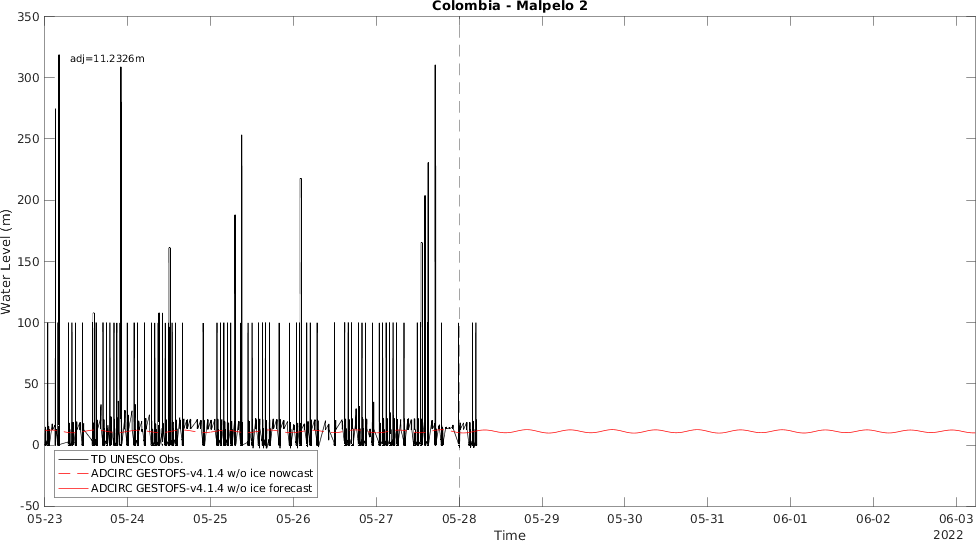 Colombia - Malpelo 2
adj=11.2326m
Water Level (m)
350
300
250
200
150
100
50
0
-50
TD UNESCO Obs.
ADCIRC GESTOFS-v4.1.4 w/o ice nowcast
ADCIRC GESTOFS-v4.1.4 w/o ice forecast
05-23 05-24 05-25 05-26 05-27 05-28 05-29 05-30 05-31 06-01 06-02 06-03
Time
2022